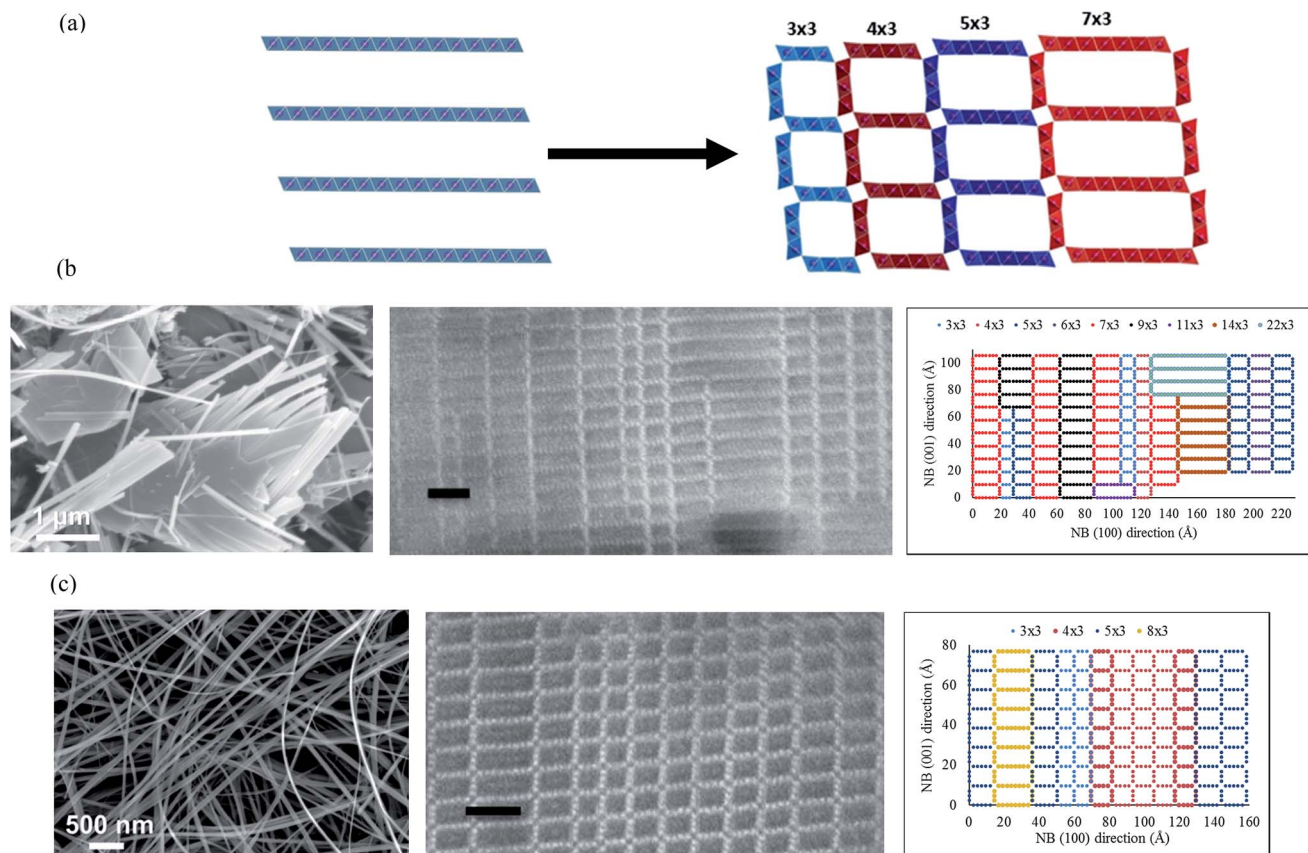 (a)
3x3 4x3 5x3 7x3
(b)
1 μm
3x3 4x3 5x3 6x3 7x3 9x3 11x3 14x3 22x3
NB (001) direction (Å)
100
80
60
40
20
0
0 20 40 60 80 100 120 140 160 180 200 220
NB (100) direction (Å)
(c)
500 nm
3x3 4x3 5x3 8x3
NB (001) direction (Å)
80
60
40
20
0
0 20 40 60 80 100 120 140 160
NB (100) direction (Å)